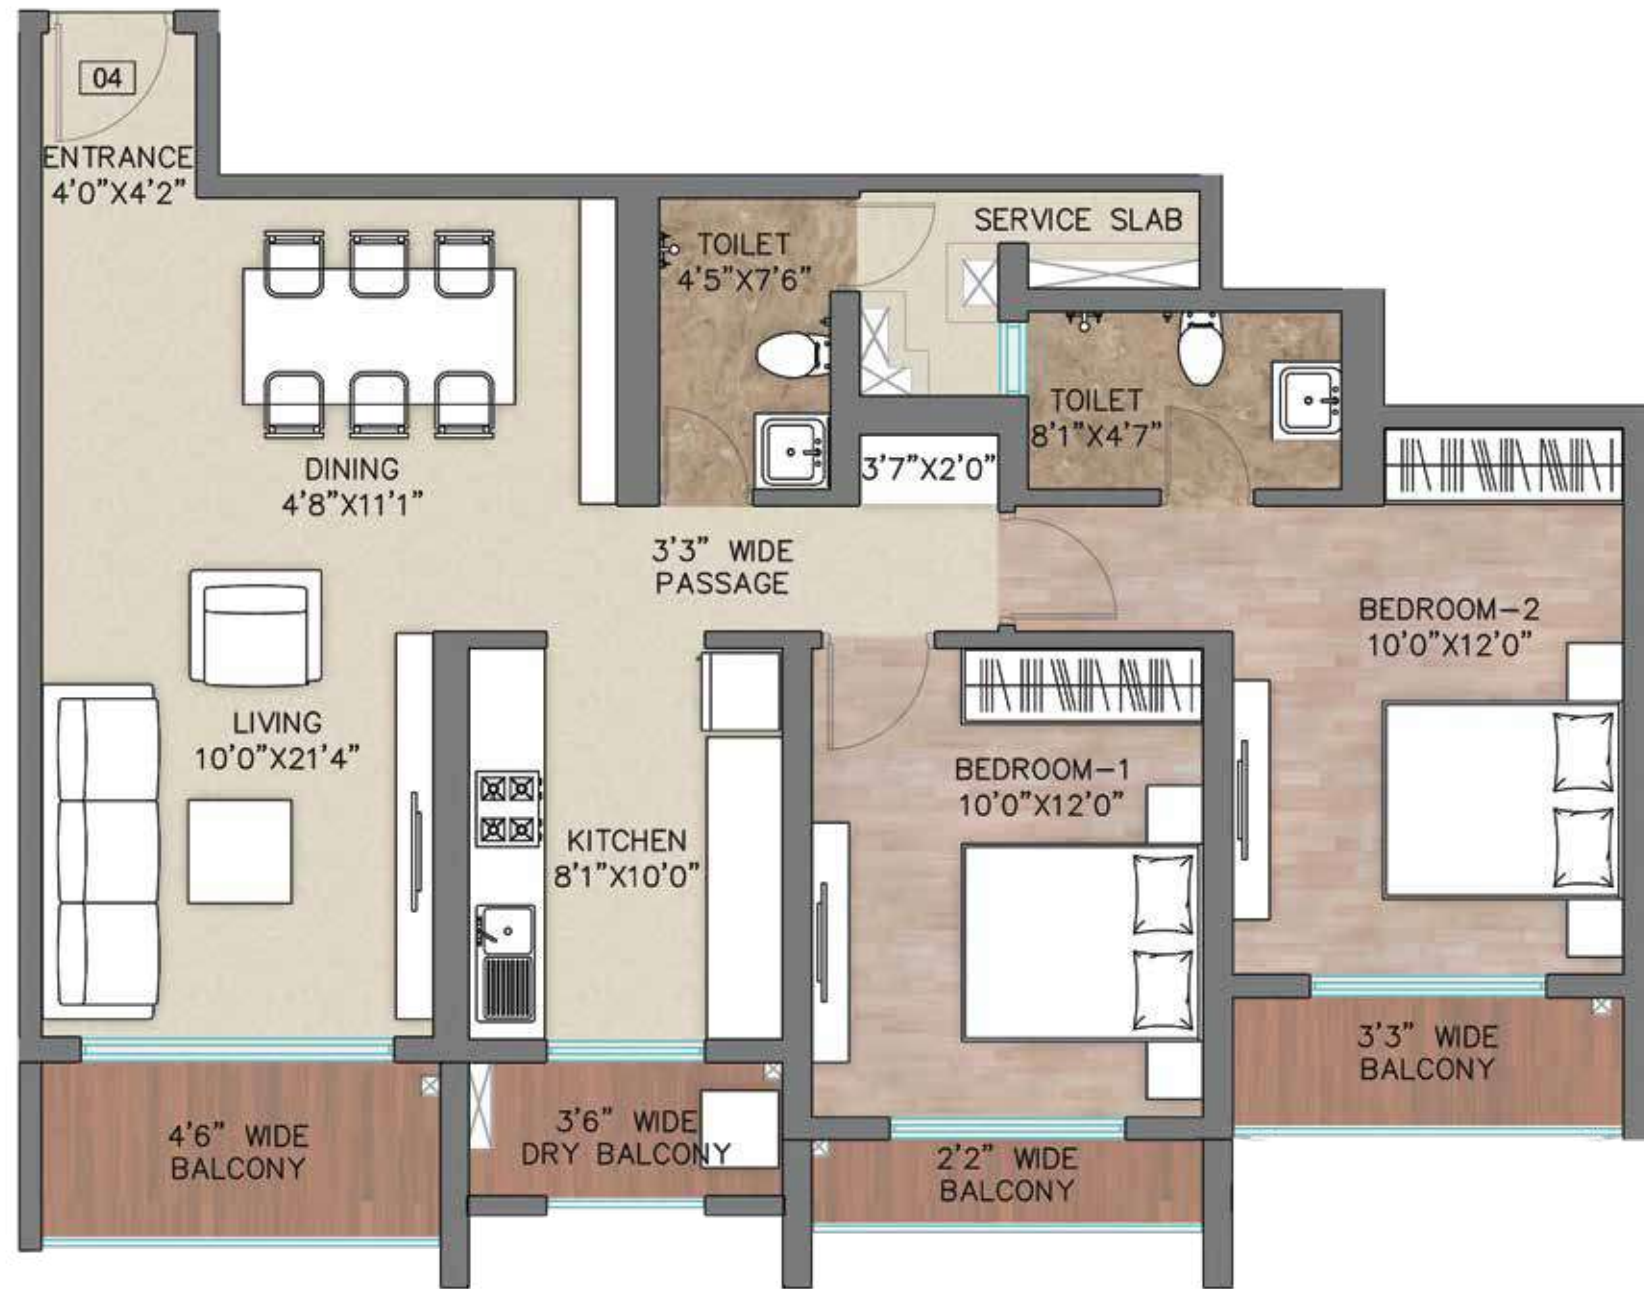 04
ENTRANCE
4'0"X4'2"
SERVICE SLAB
TOILET
4'5"X7'6"
TOILET
8'1"X4'7"
3'7"X2'0"
DINING
4'8"X11'1"
3'3" WIDE
PASSAGE
BEDROOM-2
10'0"X12'0"
LIVING
10'0"X21'4"
BEDROOM-1
10'0"X12'0"
KITCHEN
8'1"X10'0"
3'3" WIDE
BALCONY
4'6" WIDE
BALCONY
3'6" WIDE
DRY BALCONY
2'2" WIDE
BALCONY